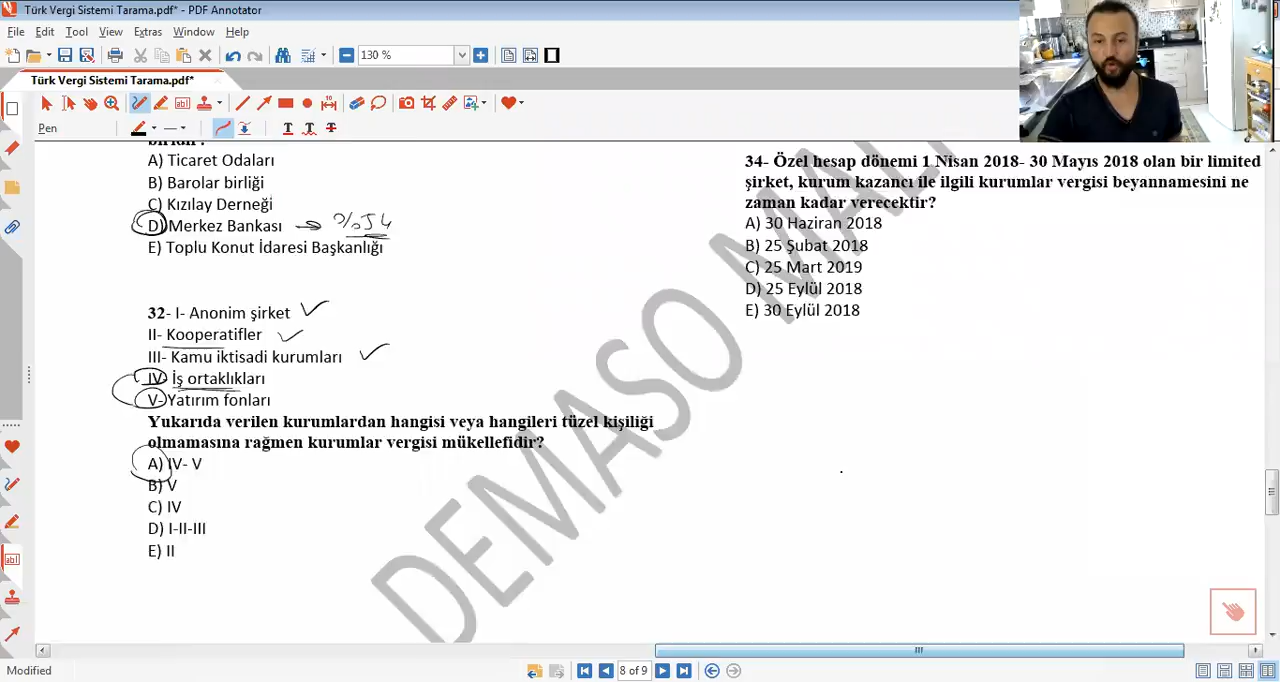 Türk Vergi Sistemi Tarama.pdf* - PDF Annotator
File Edit Tool View Extras Window Help
130 %
Türk Vergi Sistemi Tarama.pdf*
Pen
biridir?
A) Ticaret Odaları
B) Barolar birliği
C) Kızılay Derneği
D) Merkez Bankası → %54
E) Toplu Konut İdaresi Başkanlığı
32- I- Anonim şirket
II- Kooperatifler
III- Kamu iktisadi kurumları
IV- İş ortaklıkları
V- Yatırım fonları
Yukarıda verilen kurumlardan hangisi veya hangileri tüzel kişiliği
olmamasına rağmen kurumlar vergisi mükellefidir?
A) IV- V
B) V
C) IV
D) I-II-III
E) II
34- Özel hesap dönemi 1 Nisan 2018- 30 Mayıs 2018 olan bir limited
şirket, kurum kazancı ile ilgili kurumlar vergisi beyannamesini ne
zaman kadar verecektir?
A) 30 Haziran 2018
B) 25 Şubat 2018
C) 25 Mart 2019
D) 25 Eylül 2018
E) 30 Eylül 2018
DEMASO MAL
Modified
8 of 9